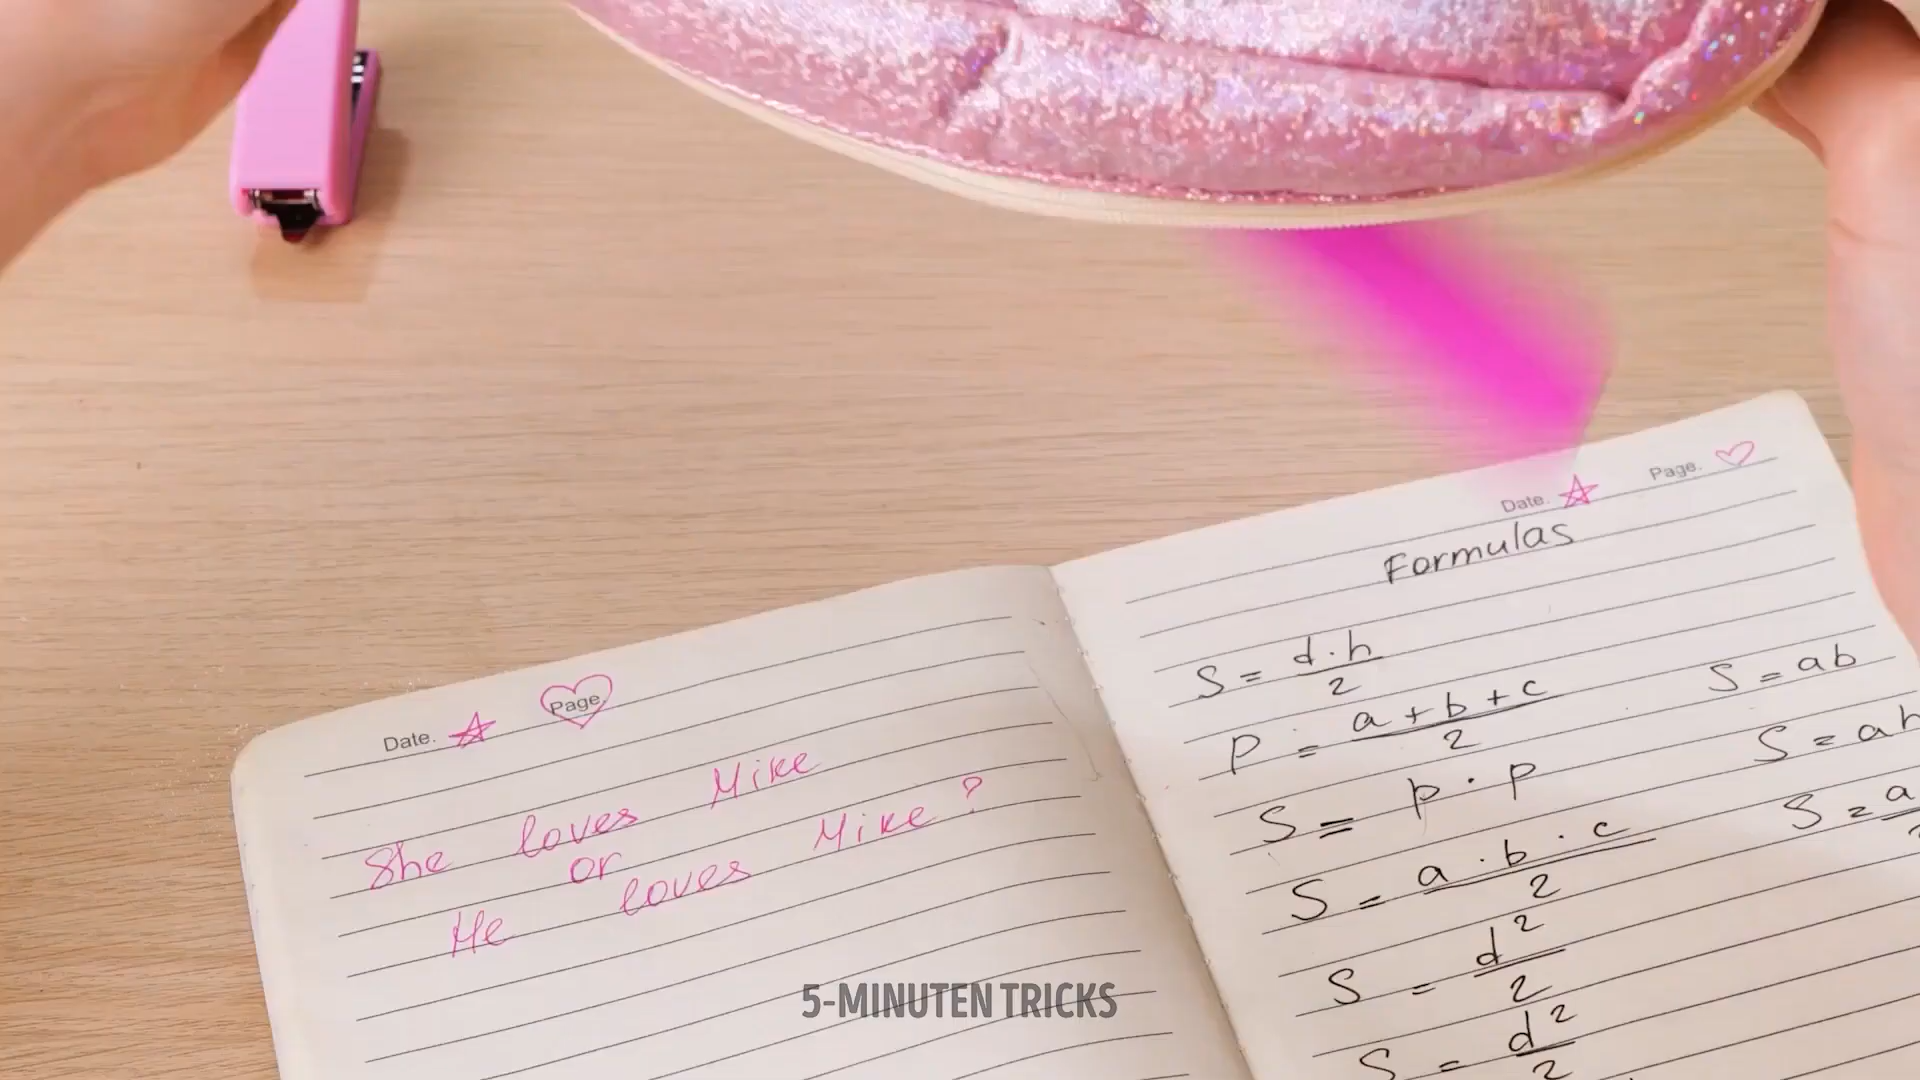 Date. Page.
She loves Mike
or
He loves Mike?
Date. Page.
Formulas
S = d·h/2
P = a+b+c/2
S = p·p
S = a·b·c/2
S = d²/2
S = d²/2
S = ab
S = ah
S = a
5-MINUTEN TRICKS